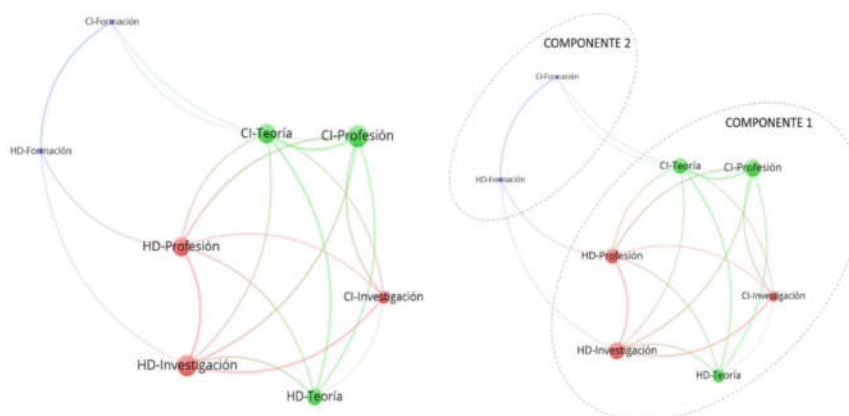 CI-Formación
HD-Formación
CI-Teoría
CI-Profesión
HD-Profesión
CI-Investigación
HD-Investigación
HD-Teoría
COMPONENTE 2
CI-Formación
COMPONENTE 1
CI-Teoría
CI-Profesión
HD-Formación
HD-Profesión
CI-Investigación
HD-Investigación
HD-Teoría